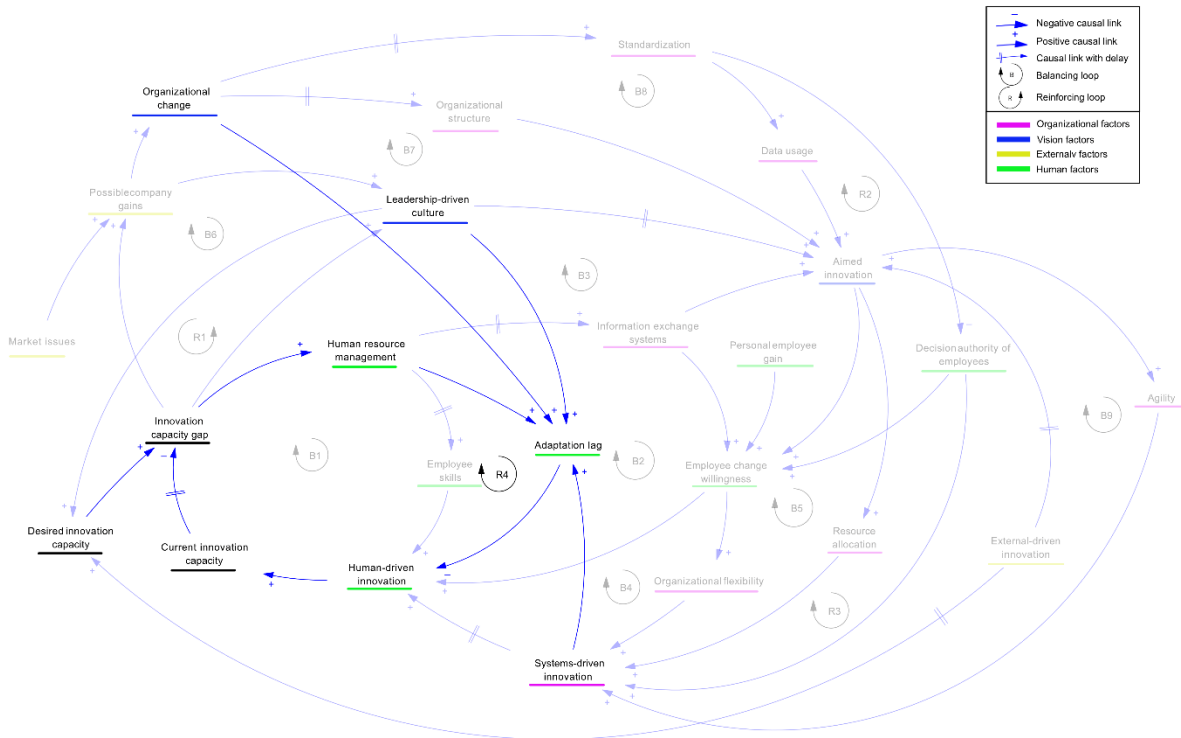 Negative causal link
Positive causal link
Causal link with delay
B
Balancing loop
R
Reinforcing loop
Organizational factors
Vision factors
Externalv factors
Human factors
Standardization
B8
Organizational
change
Organizational
structure
B7
Data usage
Possiblecompany
gains
Leadership-driven
culture
R2
B6
B3
Aimed
innovation
Market issues
R1
Human resource
management
Information exchange
systems
Personal employee
gain
Decision authority of
employees
Agility
B9
Innovation
capacity gap
B1
Employee
skills
R4
Adaptation lag
B2
Employee change
willingness
B5
Desired innovation
capacity
Current innovation
capacity
Resource
allocation
External-driven
innovation
Human-driven
innovation
B4
Organizational flexibility
R3
Systems-driven
innovation